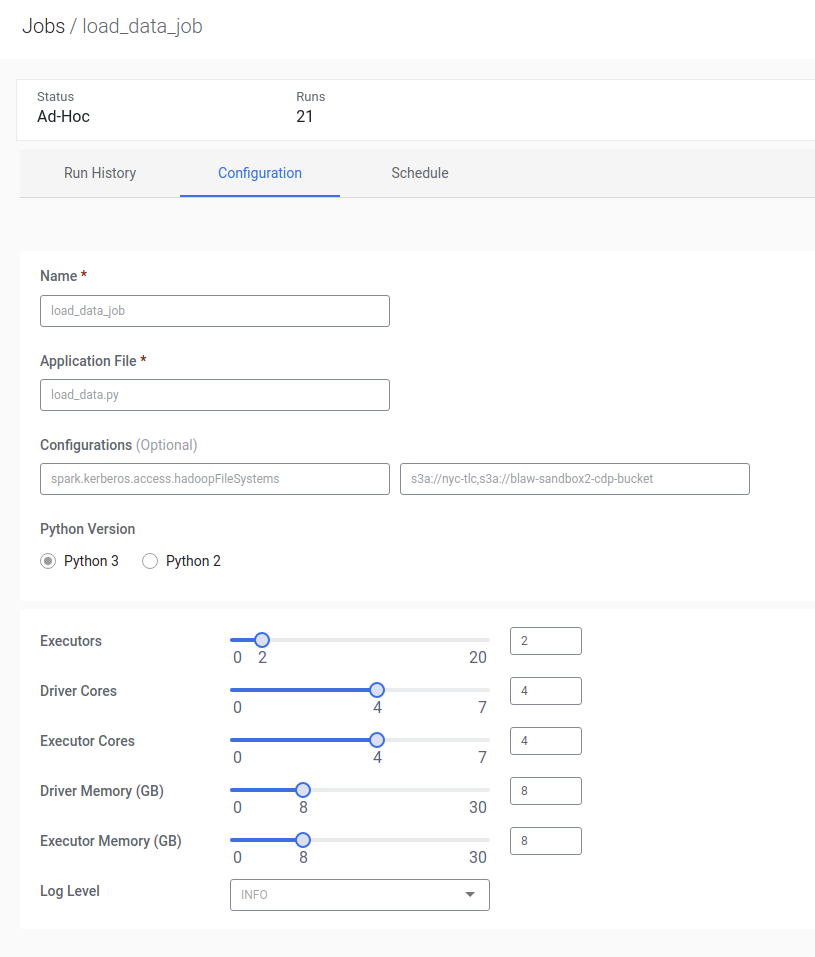 Jobs / load_data_job
Status Runs
Ad-Hoc 21
Run History Configuration Schedule
Name *
load_data_job
Application File *
load_data.py
Configurations (Optional)
spark.kerberos.access.hadoopFileSystems s3a://nyc-tlc,s3a://blaw-sandbox2-cdp-bucket
Python Version
Python 3 Python 2
Executors 2
0 2 20
Driver Cores 4
0 4 7
Executor Cores 4
0 4 7
Driver Memory (GB) 8
0 8 30
Executor Memory (GB) 8
0 8 30
Log Level INFO